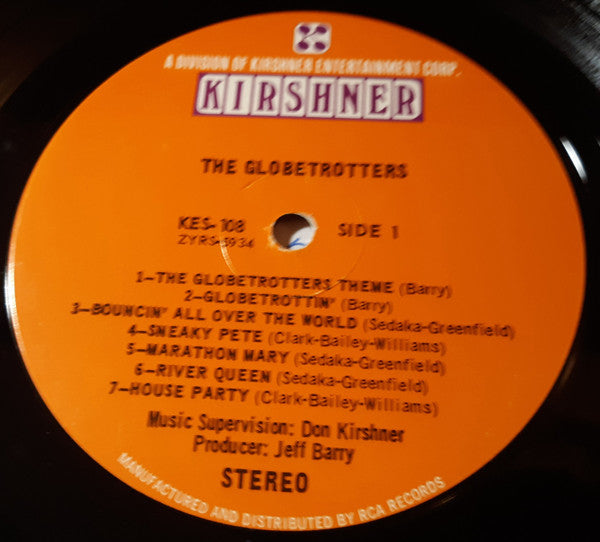 A DIVISION OF KIRSHNER ENTERTAINMENT CORP.
KIRSHNER
THE GLOBETROTTERS
KES-108 SIDE 1
ZYRS-5934
1-THE GLOBETROTTERS THEME (Barry)
2-GLOBETROTTIN' (Barry)
3-BOUNCIN' ALL OVER THE WORLD (Sedaka-Greenfield)
4-SNEAKY PETE (Clark-Bailey-Williams)
5-MARATHON MARY (Sedaka-Greenfield)
6-RIVER QUEEN (Sedaka-Greenfield)
7-HOUSE PARTY (Clark-Bailey-Williams)
Music Supervision: Don Kirshner
Producer: Jeff Barry
STEREO
MANUFACTURED AND DISTRIBUTED BY RCA RECORDS